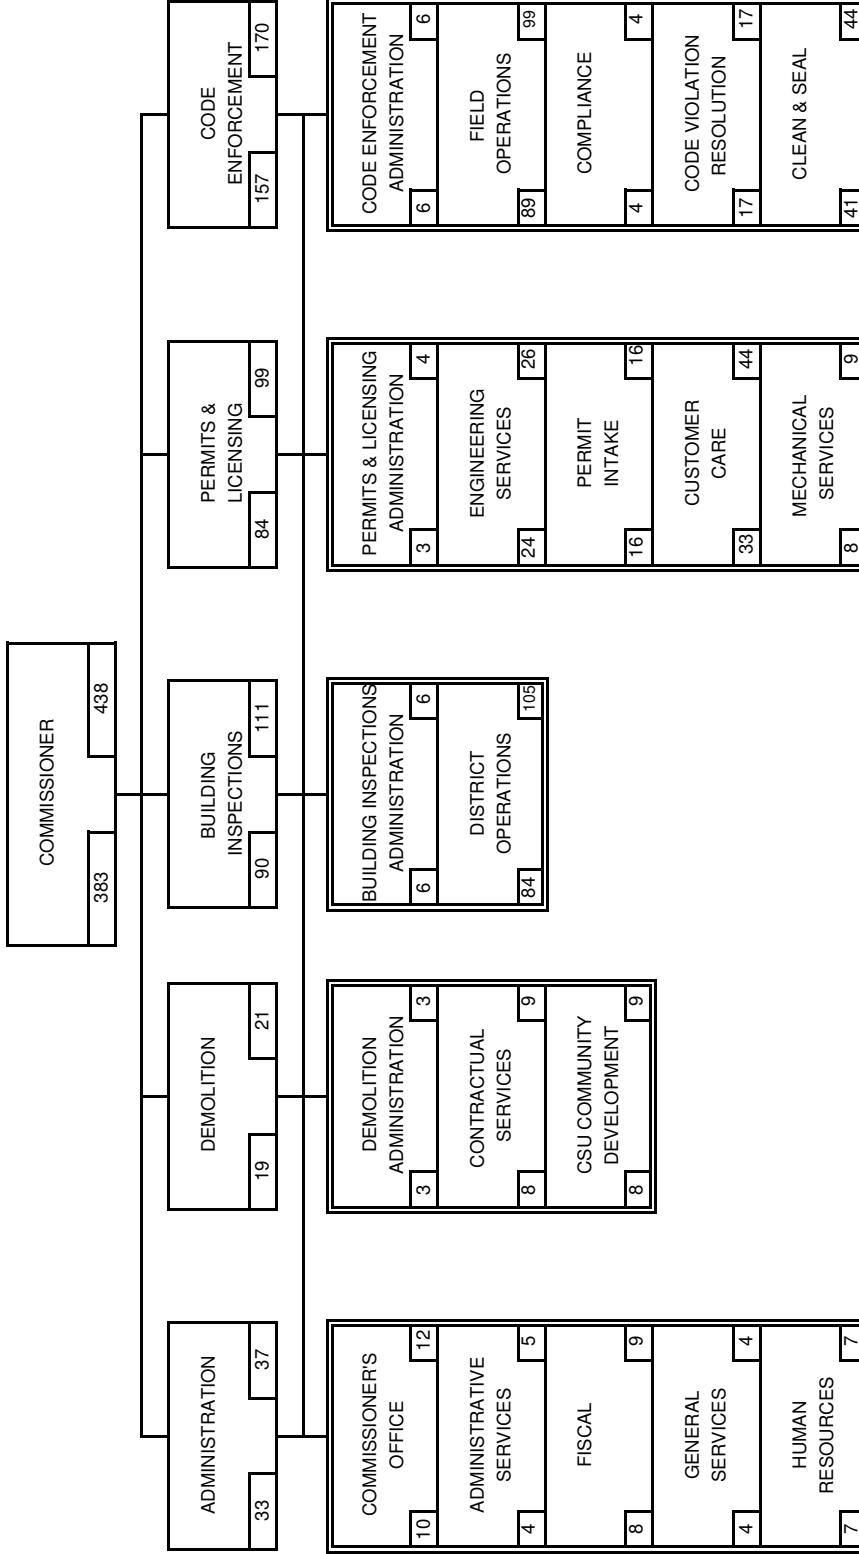 COMMISSIONER
383 438
ADMINISTRATION
33 37
DEMOLITION
19 21
BUILDING
INSPECTIONS
90 111
PERMITS &
LICENSING
84 99
CODE
ENFORCEMENT
157 170
COMMISSIONER'S
OFFICE
10 12
ADMINISTRATIVE
SERVICES
4 5
FISCAL
8 9
GENERAL
SERVICES
4 4
HUMAN
RESOURCES
7 7
DEMOLITION
ADMINISTRATION
3 3
CONTRACTUAL
SERVICES
8 9
CSU COMMUNITY
DEVELOPMENT
8 9
BUILDING INSPECTIONS
ADMINISTRATION
6 6
DISTRICT
OPERATIONS
84 105
PERMITS & LICENSING
ADMINISTRATION
3 4
ENGINEERING
SERVICES
24 26
PERMIT
INTAKE
16 16
CUSTOMER
CARE
33 44
MECHANICAL
SERVICES
8 9
CODE ENFORCEMENT
ADMINISTRATION
6 6
FIELD
OPERATIONS
89 99
COMPLIANCE
4 4
CODE VIOLATION
RESOLUTION
17 17
CLEAN & SEAL
41 44